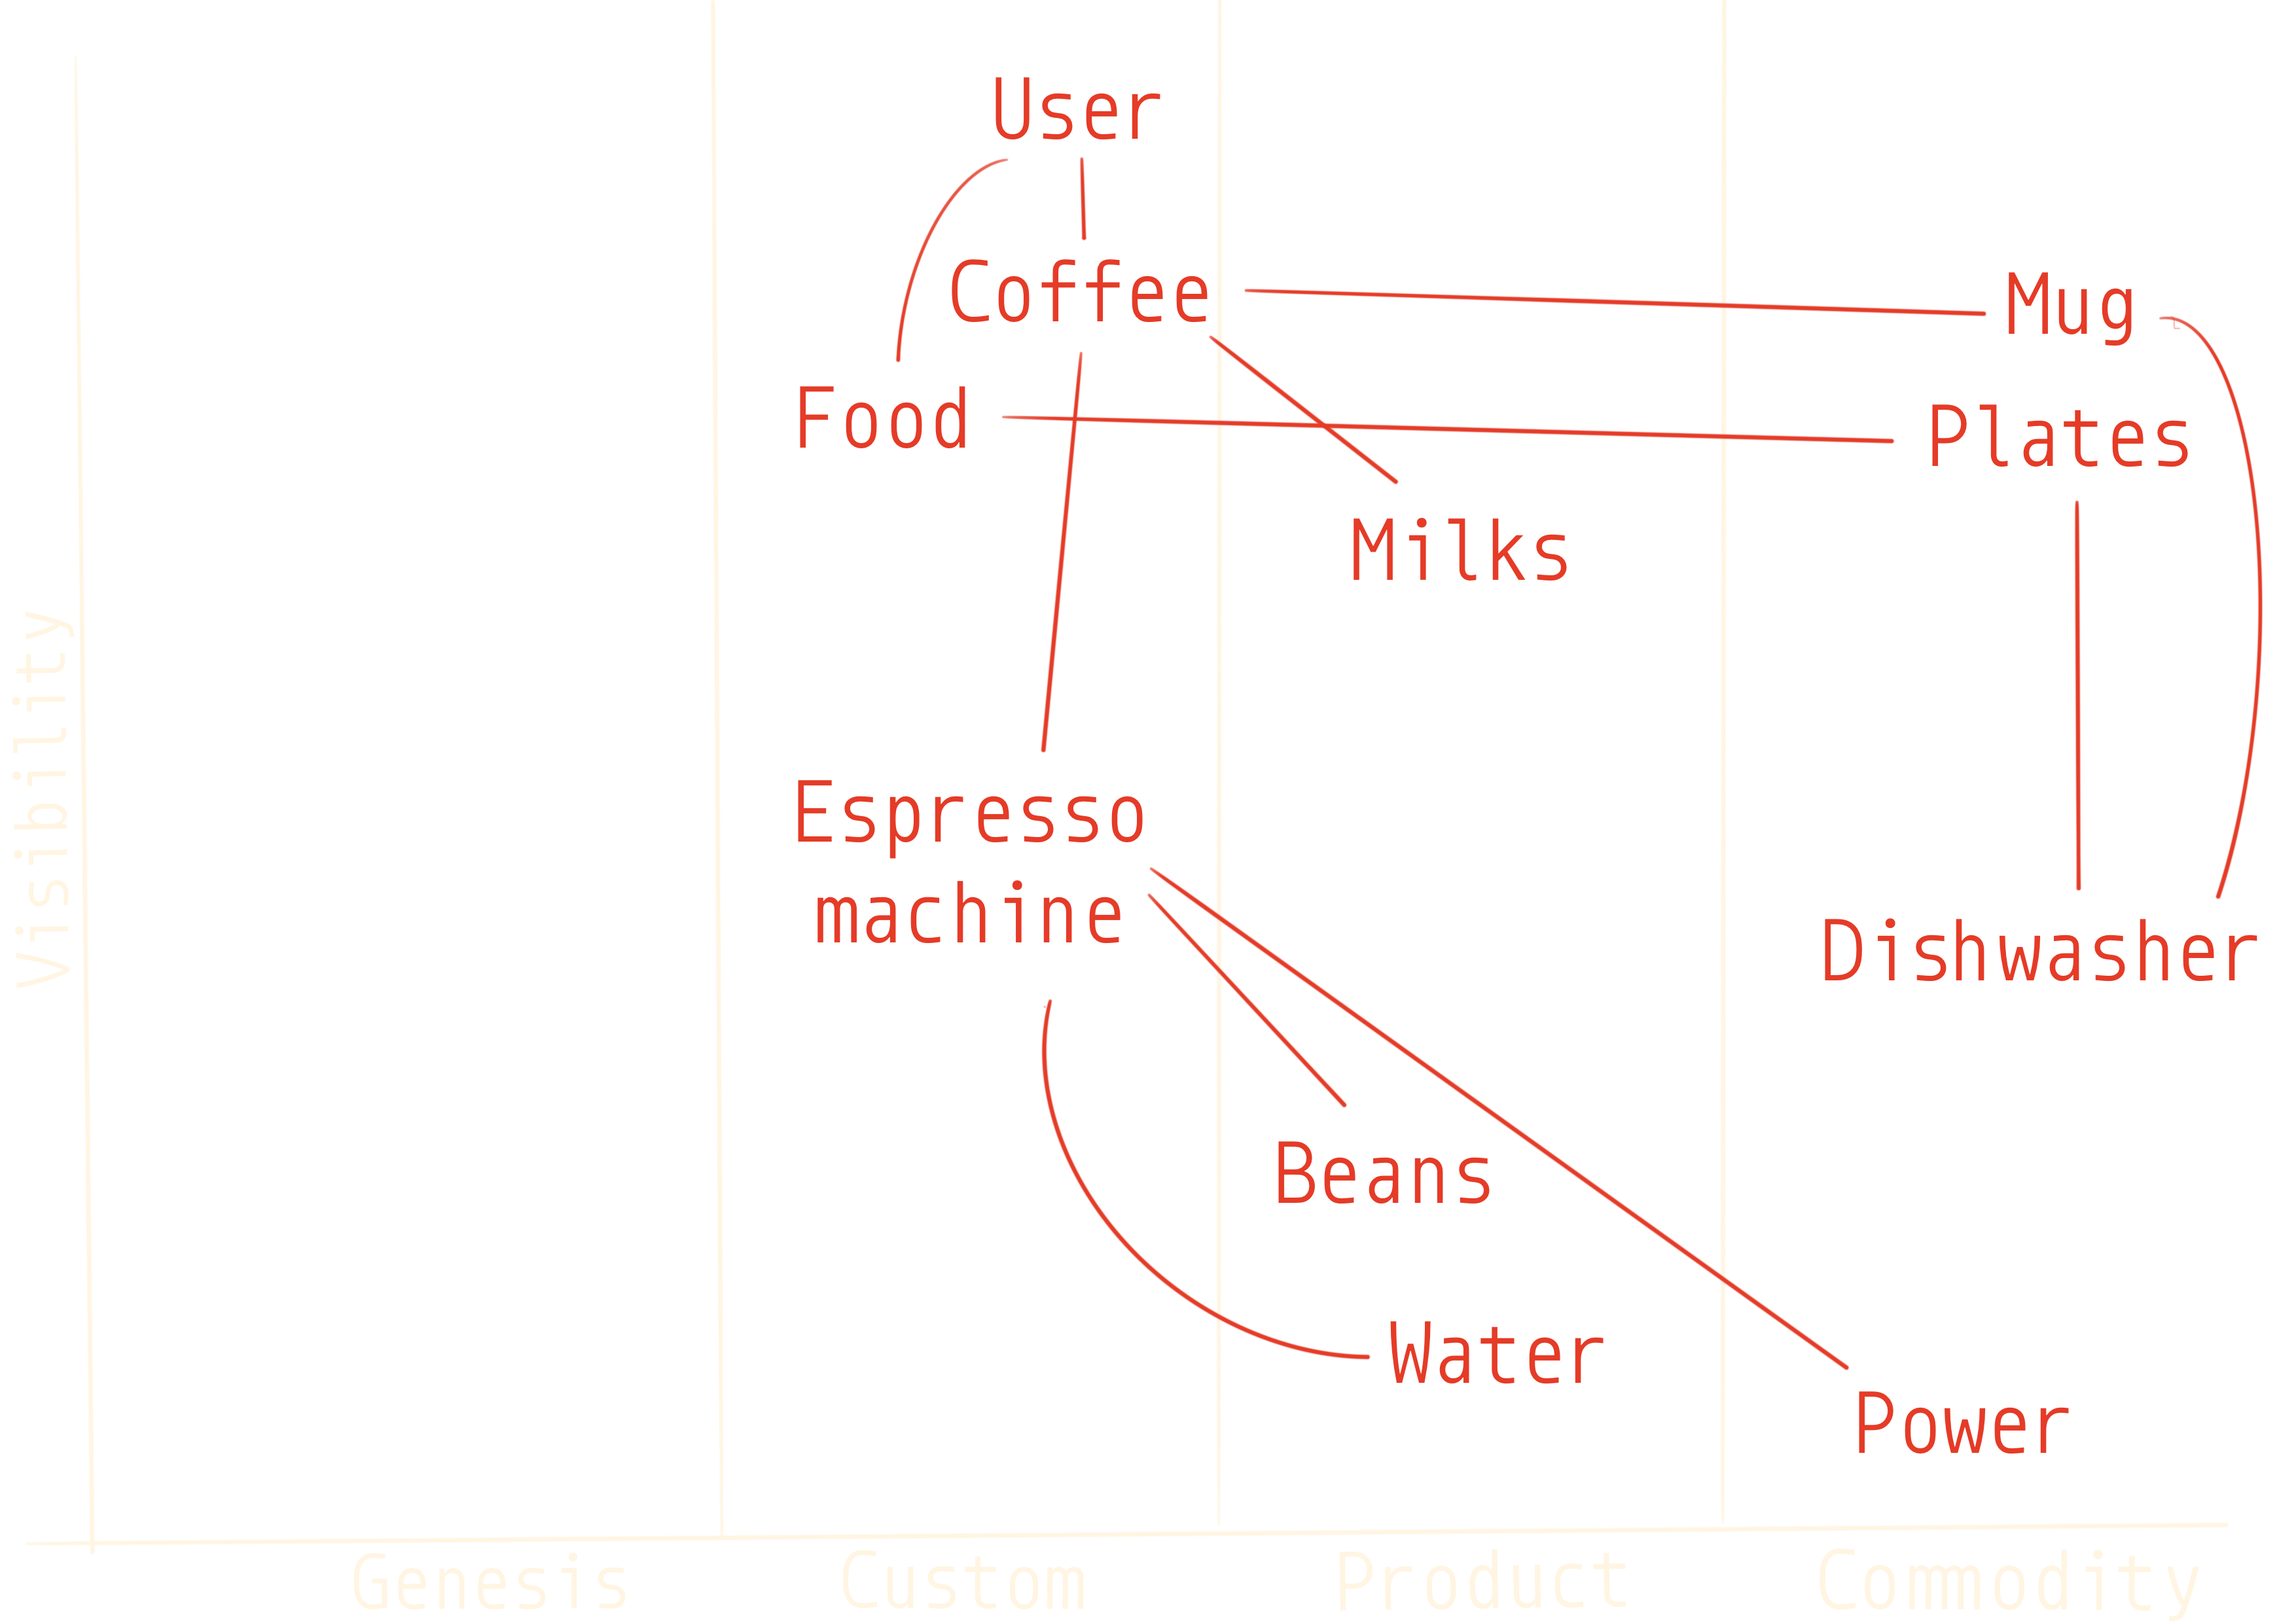 User
Coffee
Mug
Food
Plates
Milks
Visibility
Espresso
machine
Dishwasher
Beans
Water
Power
Genesis
Custom
Product
Commodity